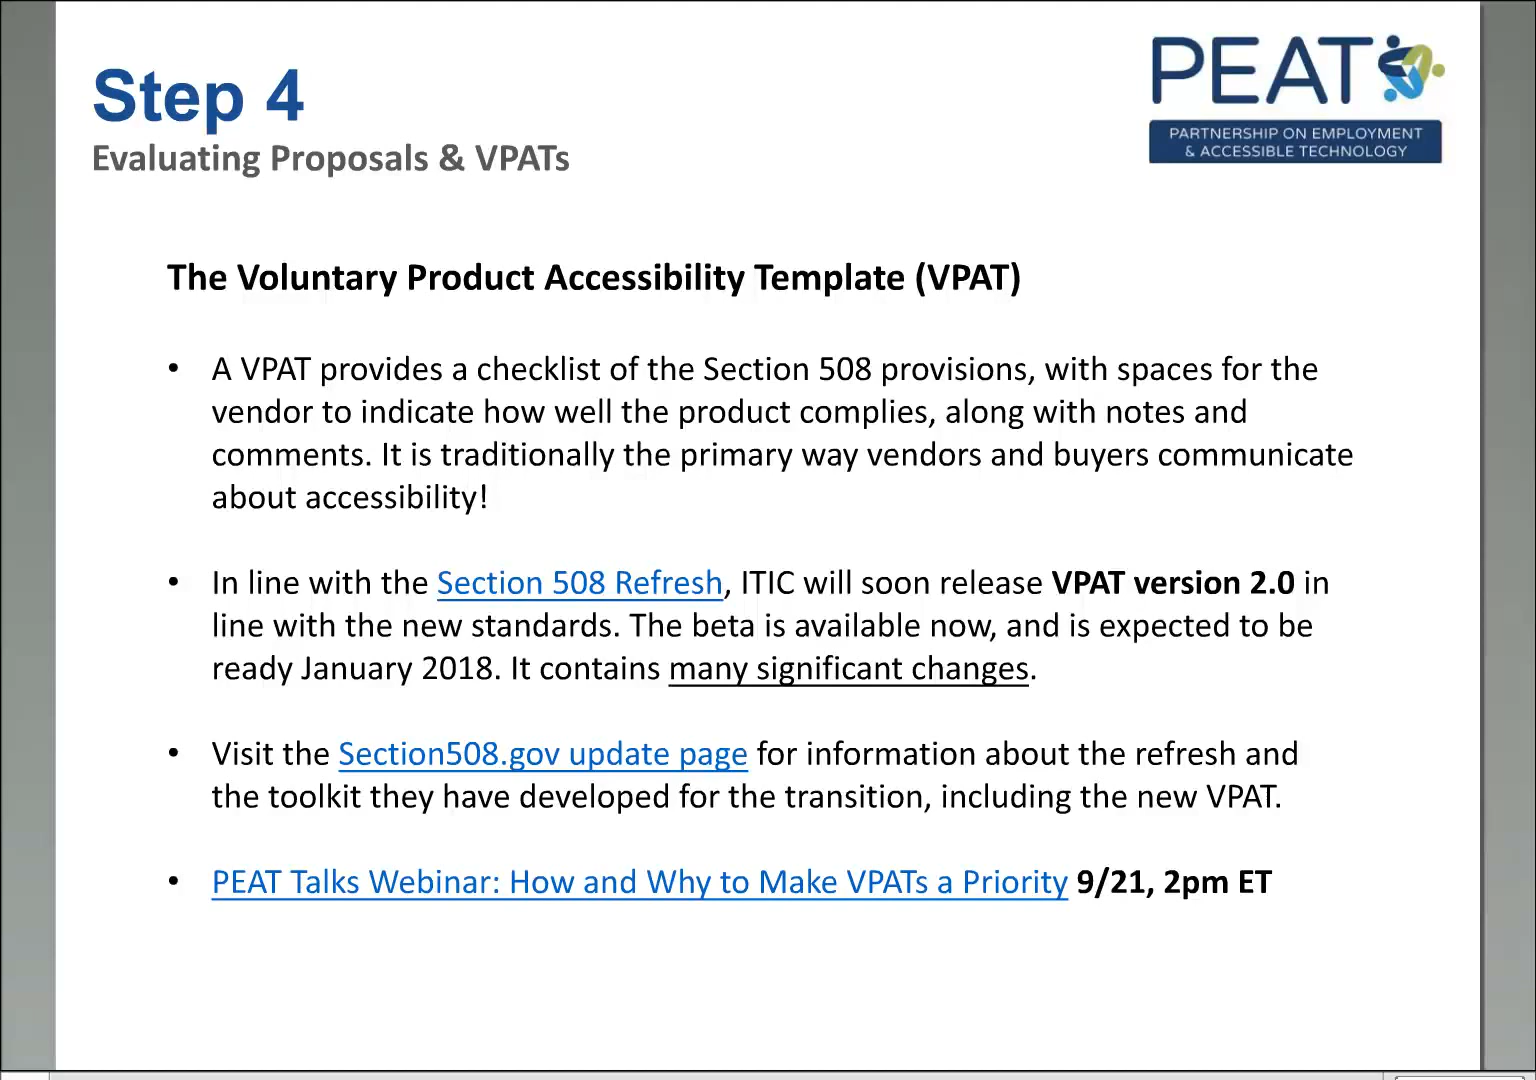 Step 4
Evaluating Proposals & VPATs
PEAT
PARTNERSHIP ON EMPLOYMENT
& ACCESSIBLE TECHNOLOGY
The Voluntary Product Accessibility Template (VPAT)
• A VPAT provides a checklist of the Section 508 provisions, with spaces for the
vendor to indicate how well the product complies, along with notes and
comments. It is traditionally the primary way vendors and buyers communicate
about accessibility!
• In line with the Section 508 Refresh, ITIC will soon release VPAT version 2.0 in
line with the new standards. The beta is available now, and is expected to be
ready January 2018. It contains many significant changes.
• Visit the Section508.gov update page for information about the refresh and
the toolkit they have developed for the transition, including the new VPAT.
• PEAT Talks Webinar: How and Why to Make VPATs a Priority 9/21, 2pm ET